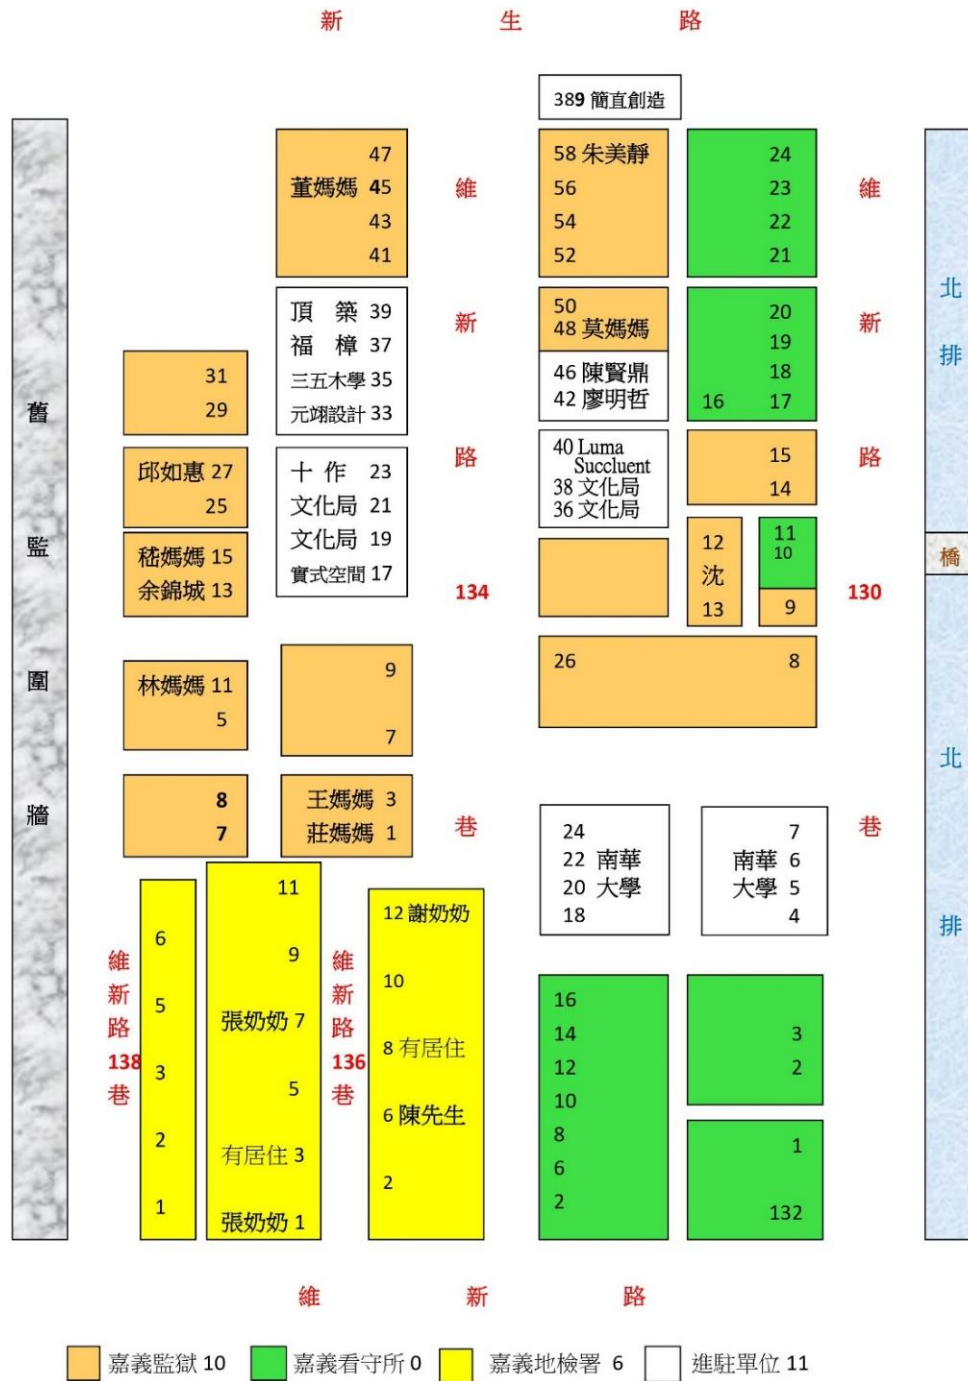 新 生 路
389 簡直創造
舊 監 圍 牆
47
董媽媽 45
43
41
頂 築 39
福 樟 37
三五木學 35
元翊設計 33
31
29
邱如惠 27
25
十 作 23
文化局 21
文化局 19
實式空間 17
嵇媽媽 15
余錦城 13
林媽媽 11
5
9
7
8
7
王媽媽 3
莊媽媽 1
維 新 路 134 巷
58 朱美靜
56
54
52
50
48 莫媽媽
46 陳賢鼎
42 廖明哲
40 Luma
Succluent
38 文化局
36 文化局
24
23
22
21
20
19
18
16 17
15
14
12
沈
13
11
10
9
26 8
維 新 路 130 巷
24
22 南華
20 大學
18
7
南華 6
大學 5
4
北 排
橋
北 排
維新路138巷
6
5
3
2
1
11
9
張奶奶 7
5
有居住 3
張奶奶 1
維新路136巷
12 謝奶奶
10
8 有居住
6 陳先生
2
16
14
12
10
8
6
2
3
2
1
132
維 新 路
嘉義監獄 10
嘉義看守所 0
嘉義地檢署 6
進駐單位 11